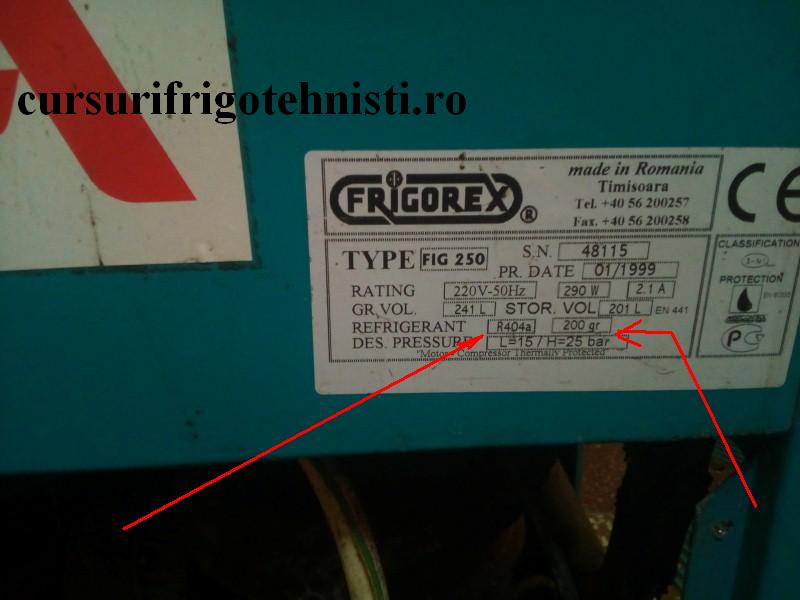 cursurifrigotehnisti.ro
FRIGOREX ®
made in Romania
Timisoara
Tel. +40 56 200257
Fax. +40 56 200258
CE
TYPE FIG 250 S.N. 48115
PR. DATE 01/1999
RATING 220V-50Hz 290 W 2.1 A
GR VOL. 241 L STOR. VOL 201 L EN 441
REFRIGERANT R404a 200 gr
DES. PRESSURE L=15 / H=25 bar
"Motor - Compressor Thermally Protected"
CLASSIFICATION
PROTECTION